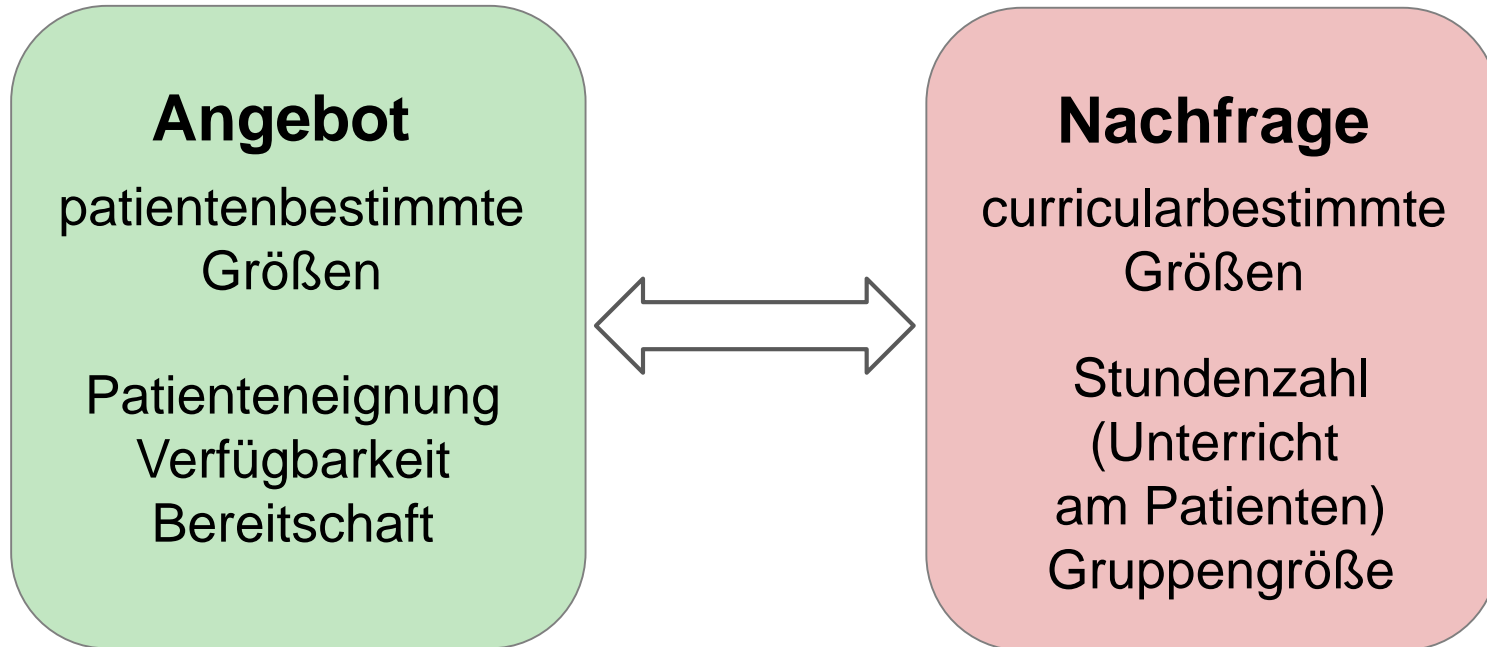 Angebot
patientenbestimmte
Größen
Patienteneignung
Verfügbarkeit
Bereitschaft
Nachfrage
curricularbestimmte
Größen
Stundenzahl
(Unterricht
am Patienten)
Gruppengröße